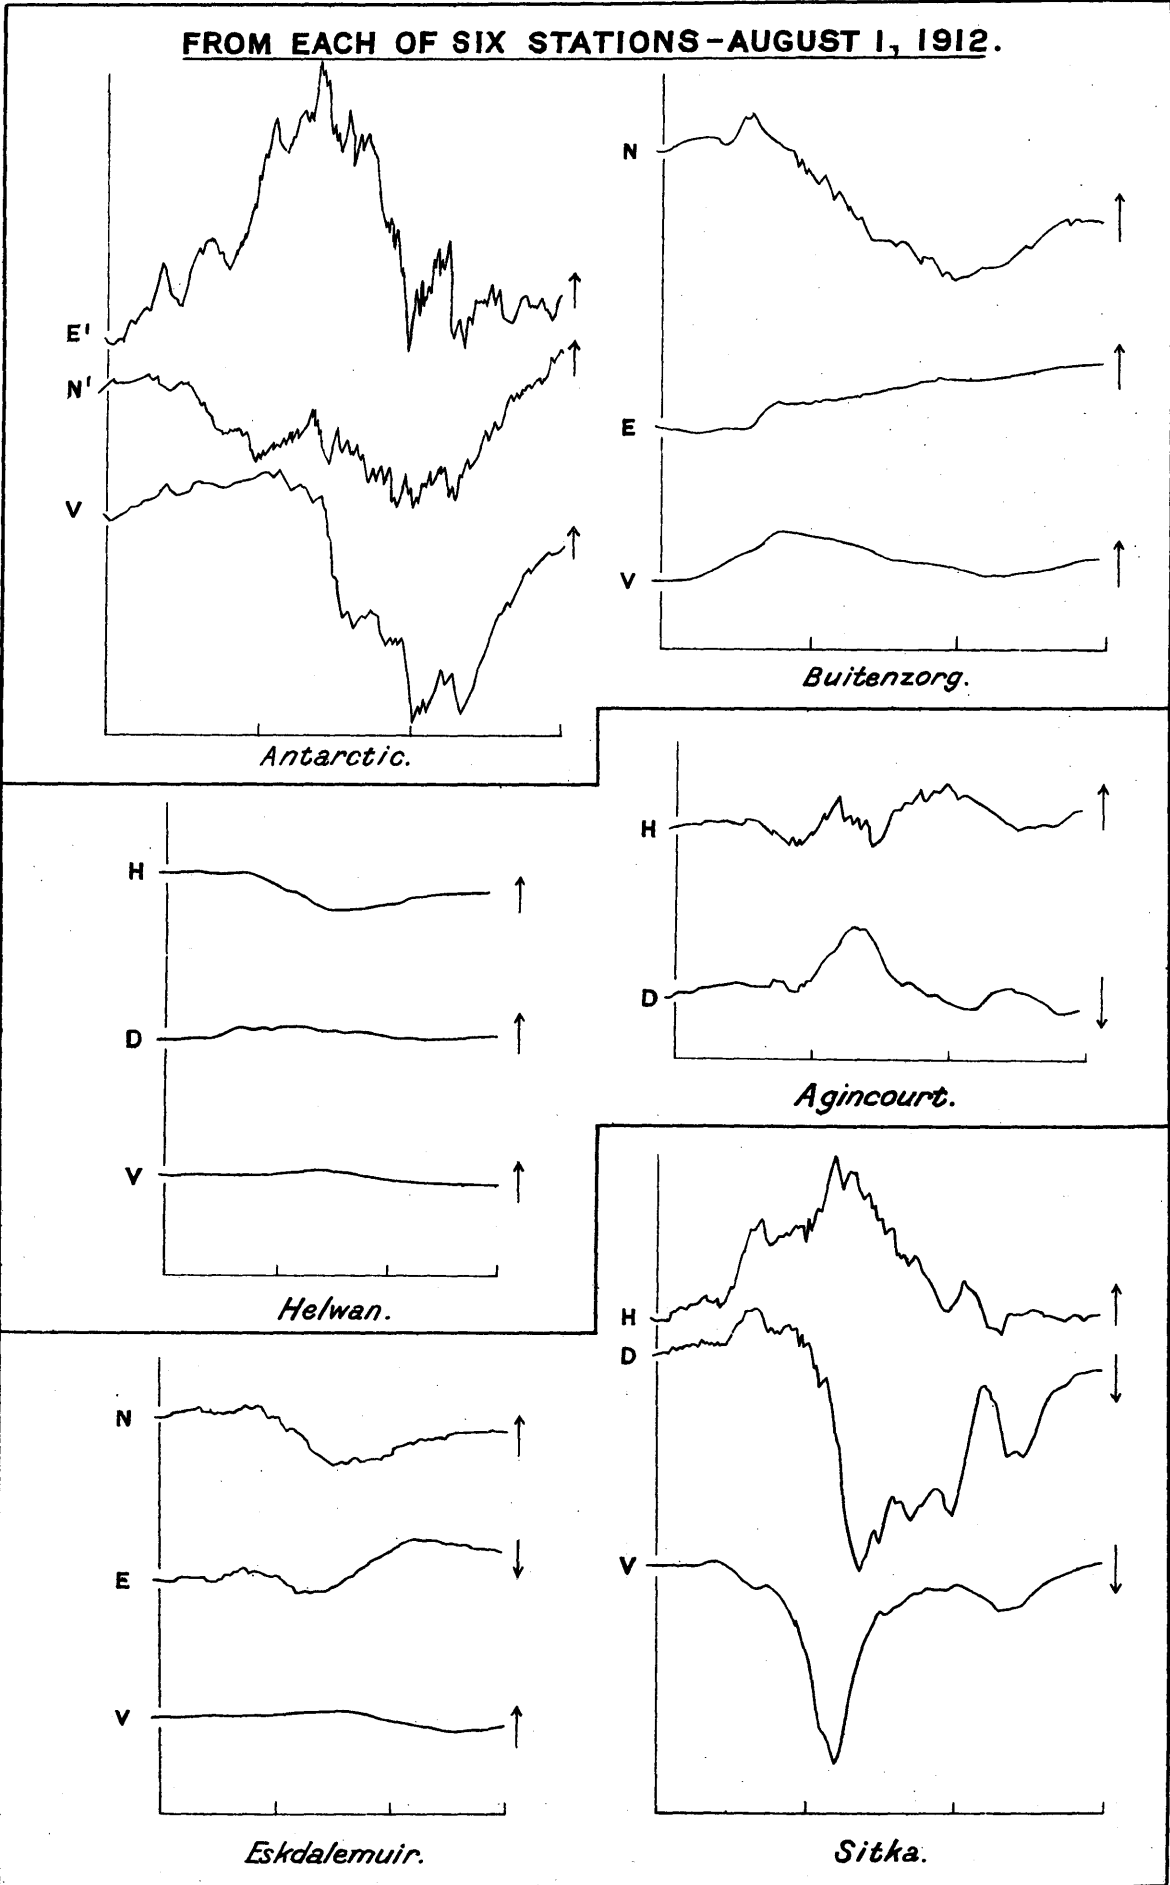 FROM EACH OF SIX STATIONS - AUGUST 1, 1912.
E'
N'
V
Antarctic.
N
E
V
Buitenzorg.
H
D
Agincourt.
H
D
V
Helwan.
H
D
V
Sitka.
N
E
V
Eskdalemuir.